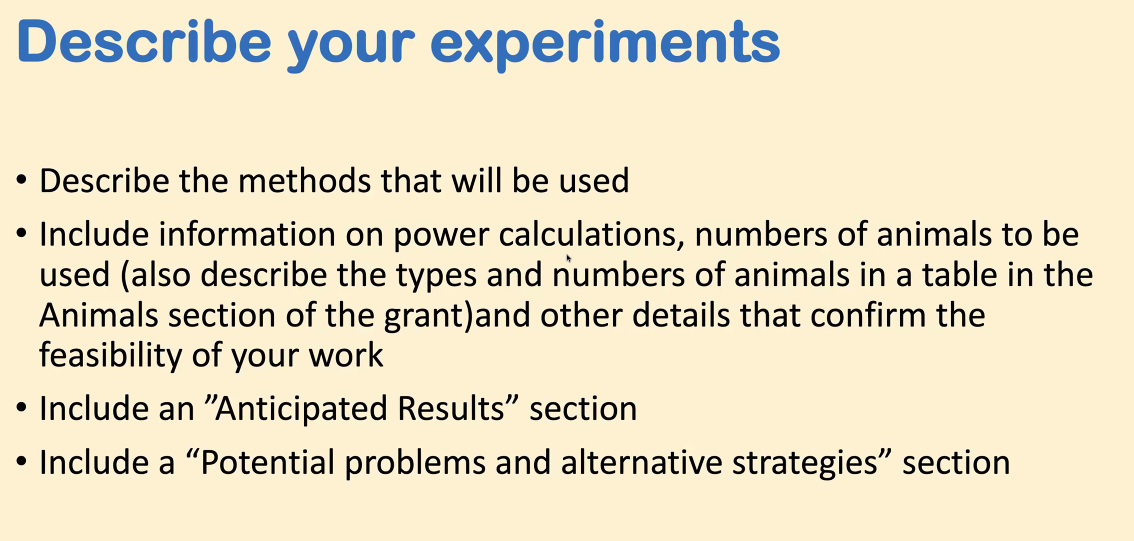 Describe your experiments
• Describe the methods that will be used
• Include information on power calculations, numbers of animals to be
used (also describe the types and numbers of animals in a table in the
Animals section of the grant)and other details that confirm the
feasibility of your work
• Include an ”Anticipated Results” section
• Include a “Potential problems and alternative strategies” section